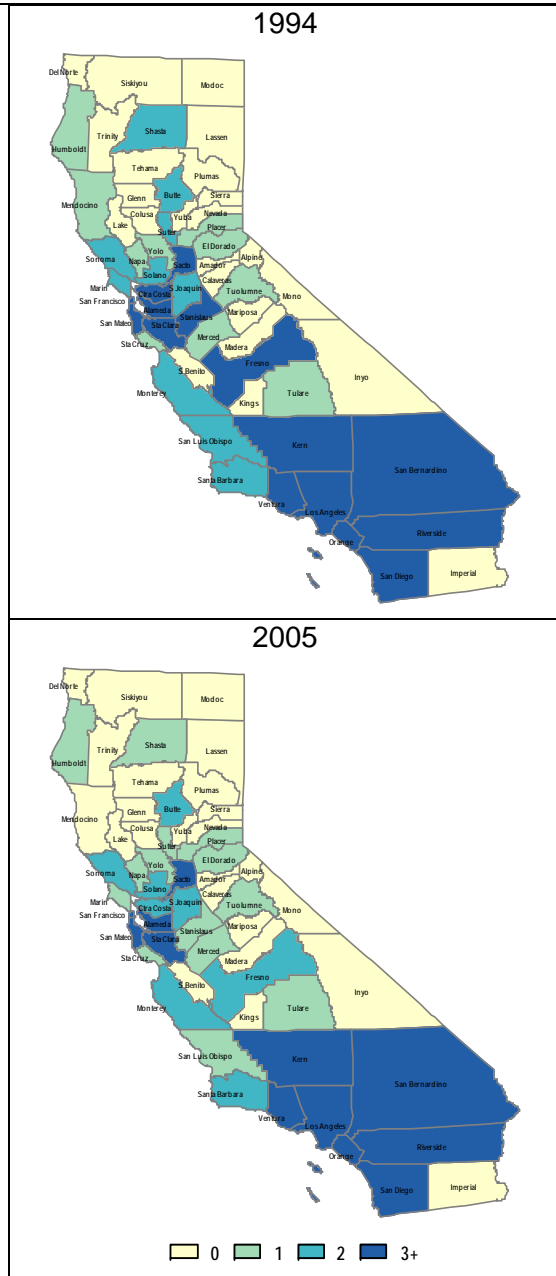 1994
Del Norte
Siskiyou
Modoc
Shasta
Lassen
Trinity
Humboldt
Tehama
Plumas
Butte
Mendocino
Glenn
Sierra
Colusa
Yuba
Nevada
Lake
Sutter
Placer
Yolo
El Dorado
Sonoma
Napa
Sacto
Alpine
Solano
Amador
Marin
Calaveras
San Francisco
Ctra Costa
S. Joaquin
Tuolumne
Mono
Alameda
San Mateo
Sta Clara
Stanislaus
Mariposa
Sta Cruz
Merced
Madera
Fresno
S. Benito
Inyo
Monterey
Kings
Tulare
San Luis Obispo
Kern
San Bernardino
Santa Barbara
Ventura
Los Angeles
Orange
Riverside
San Diego
Imperial
2005
Del Norte
Siskiyou
Modoc
Shasta
Lassen
Trinity
Humboldt
Tehama
Plumas
Butte
Mendocino
Glenn
Sierra
Colusa
Yuba
Nevada
Lake
Sutter
Placer
Yolo
El Dorado
Sonoma
Napa
Sacto
Alpine
Solano
Amador
Marin
Calaveras
San Francisco
Ctra Costa
S. Joaquin
Tuolumne
Mono
Alameda
San Mateo
Sta Clara
Stanislaus
Mariposa
Sta Cruz
Merced
Madera
Fresno
S. Benito
Inyo
Monterey
Kings
Tulare
San Luis Obispo
Kern
San Bernardino
Santa Barbara
Ventura
Los Angeles
Orange
Riverside
San Diego
Imperial
0 1 2 3+